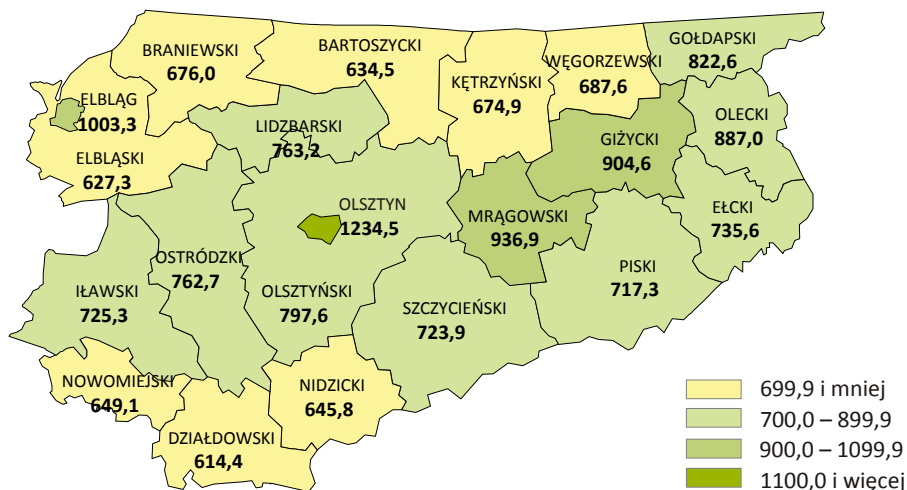 GOŁDAPSKI
822,6
BRANIEWSKI
676,0
BARTOSZYCKI
634,5
WĘGORZEWSKI
687,6
KĘTRZYŃSKI
674,9
ELBLĄG
1003,3
OLECKI
887,0
LIDZBARSKI
763,2
GIŻYCKI
904,6
ELBLĄSKI
627,3
OLSZTYN
1234,5
MRĄGOWSKI
936,9
EŁCKI
735,6
OSTRÓDZKI
762,7
PISKI
717,3
IŁAWSKI
725,3
OLSZTYŃSKI
797,6
SZCZYCIEŃSKI
723,9
NOWOMIEJSKI
649,1
NIDZICKI
645,8
DZIAŁDOWSKI
614,4
699,9 i mniej
700,0 – 899,9
900,0 – 1099,9
1100,0 i więcej